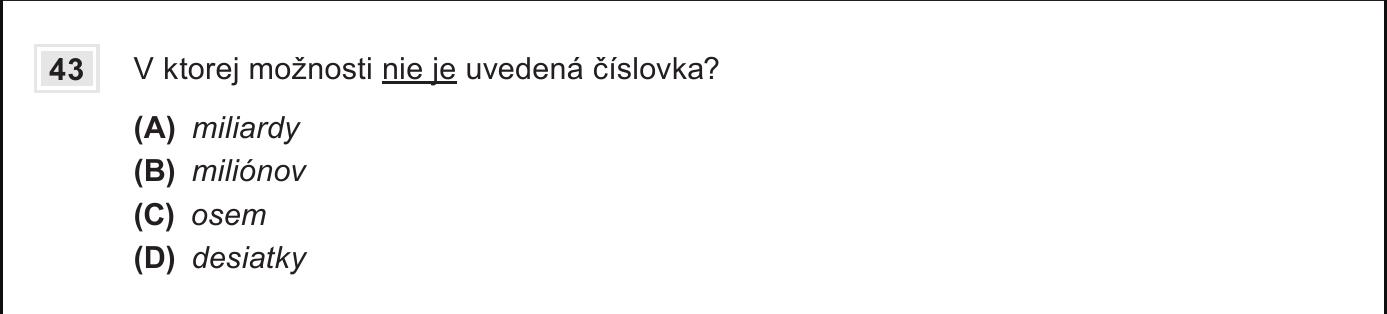 43 V ktorej možnosti nie je uvedená číslovka?
(A) miliardy
(B) miliónov
(C) osem
(D) desiatky